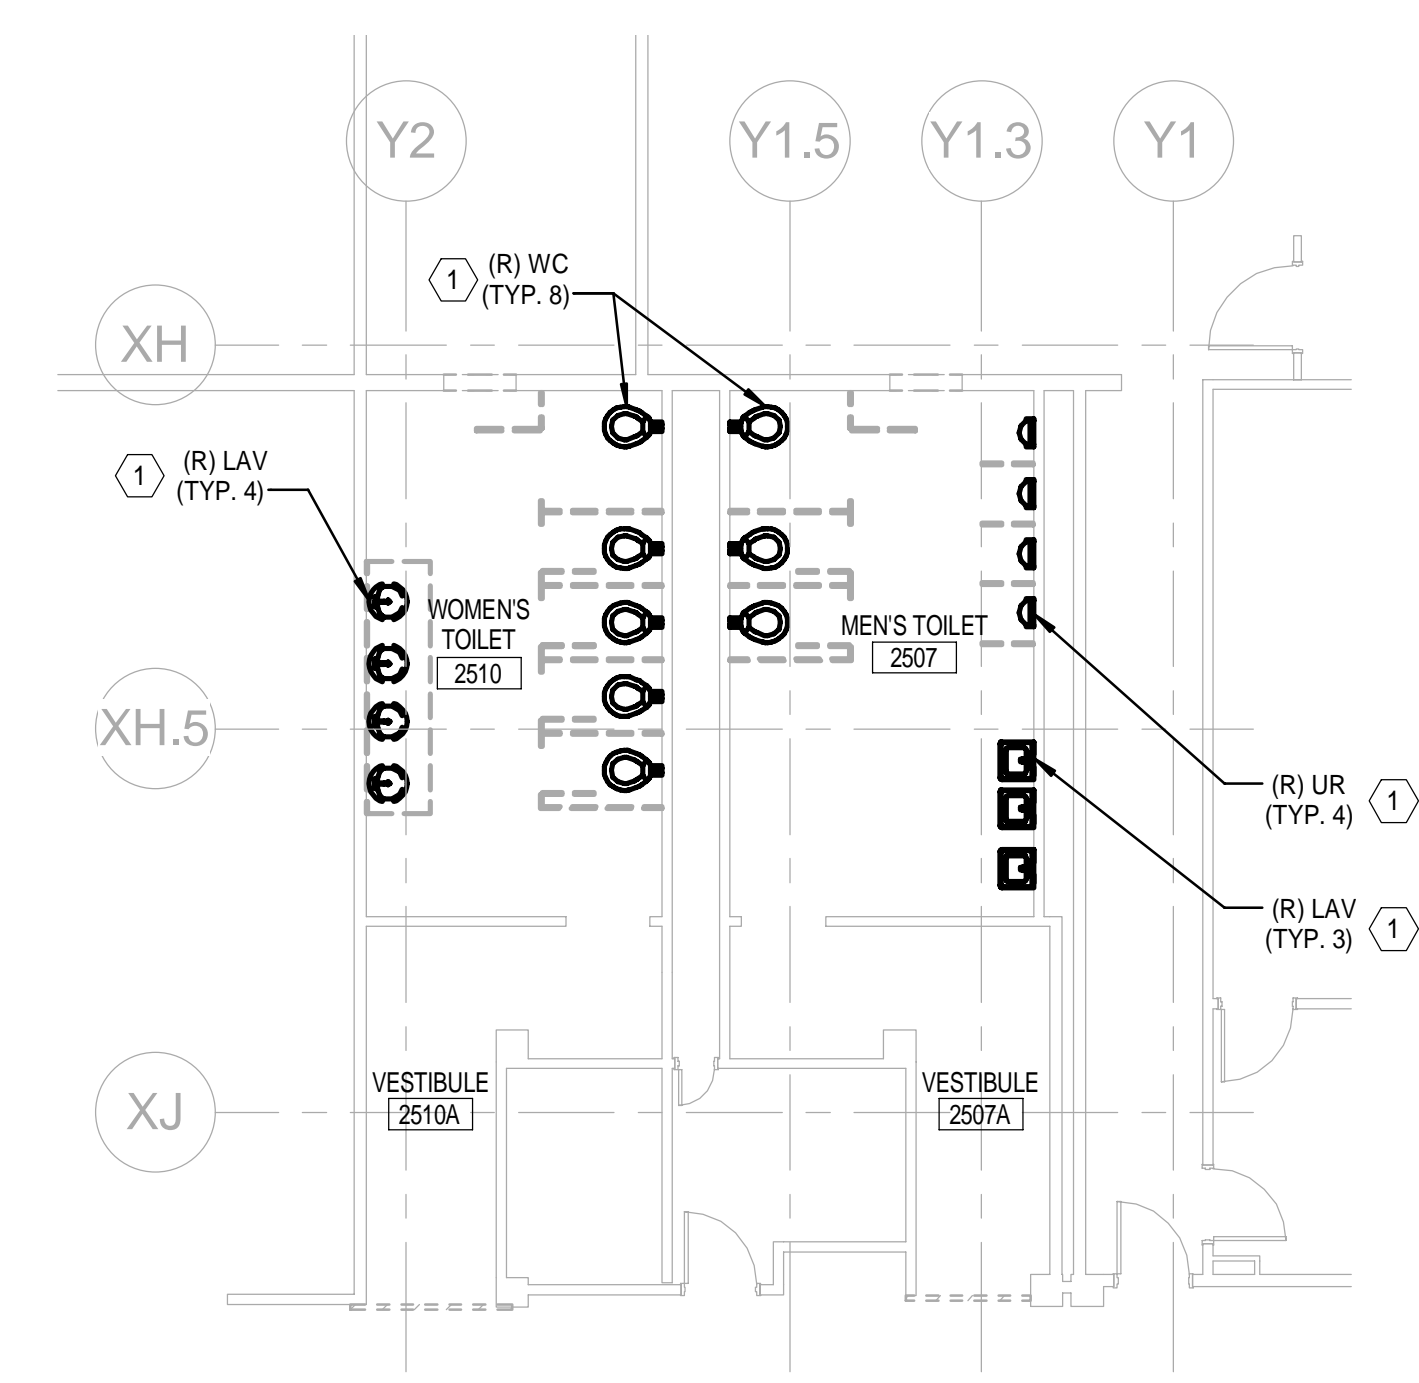 Y2
Y1.5
Y1.3
Y1
1
(R) WC
(TYP. 8)
XH
1
(R) LAV
(TYP. 4)
WOMEN'S
TOILET
2510
MEN'S TOILET
2507
XH.5
(R) UR
(TYP. 4)
1
(R) LAV
(TYP. 3)
1
XJ
VESTIBULE
2510A
VESTIBULE
2507A